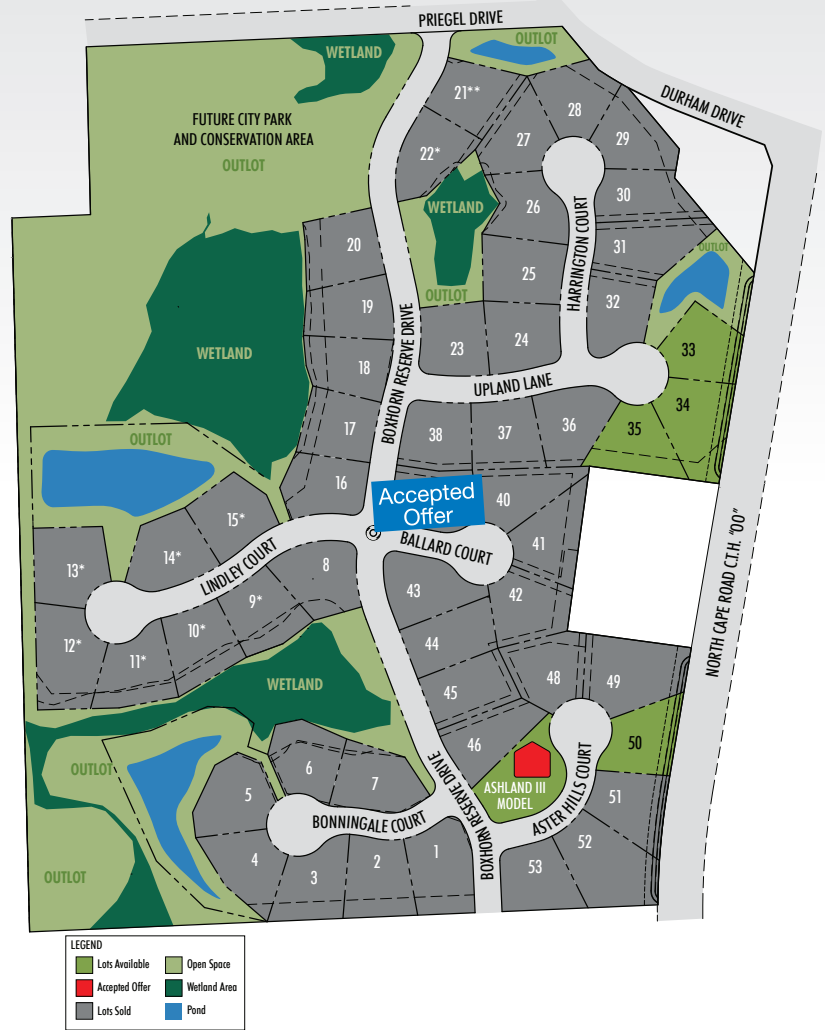 PRIEGEL DRIVE
WETLAND
OUTLOT
DURHAM DRIVE
FUTURE CITY PARK
AND CONSERVATION AREA
OUTLOT
21**
22*
27
28
29
30
26
31
WETLAND
OUTLOT
20
19
18
17
16
BOXHORN RESERVE DRIVE
25
HARRINGTON COURT
32
OUTLOT
23
24
33
34
35
UPLAND LANE
38
37
36
WETLAND
OUTLOT
Accepted
Offer
40
41
42
BALLARD COURT
15*
14*
13*
12*
11*
10*
9*
8
LINDLEY COURT
43
44
45
46
48
49
50
51
52
53
NORTH CAPE ROAD C.T.H. "OO"
WETLAND
OUTLOT
OUTLOT
ASHLAND III
MODEL
ASTER HILLS COURT
BOXHORN RESERVE DRIVE
5
6
7
BONNINGALE COURT
4
3
2
1
LEGEND
Lots Available
Open Space
Accepted Offer
Wetland Area
Lots Sold
Pond